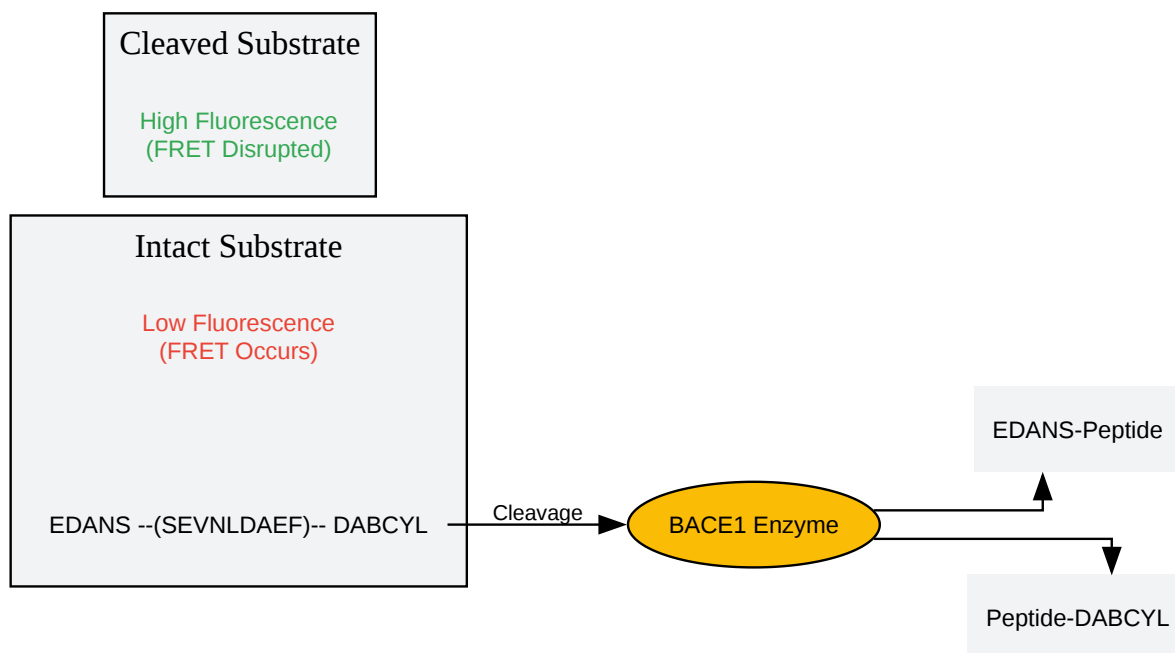 Cleaved Substrate
High Fluorescence
(FRET Disrupted)
Intact Substrate
Low Fluorescence
(FRET Occurs)
EDANS --(SEVNLDAEF)-- DABCYL
Cleavage
BACE1 Enzyme
EDANS-Peptide
Peptide-DABCYL